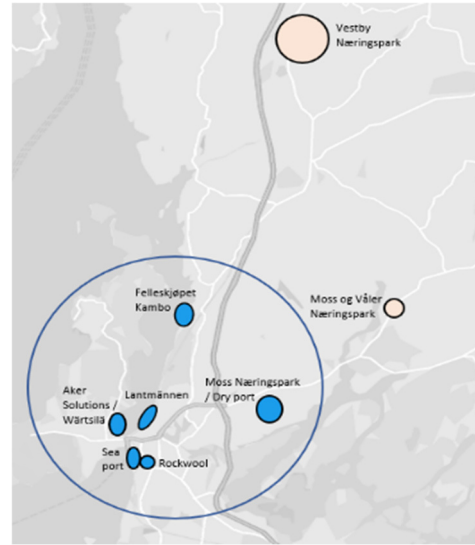 Vestby
Næringspark
Felleskjøpet
Kambo
Moss og Våler
Næringspark
Aker
Solutions /
Wärtsilä
Lantmännen
Moss Næringspark
/ Dry port
Sea
port
Rockwool